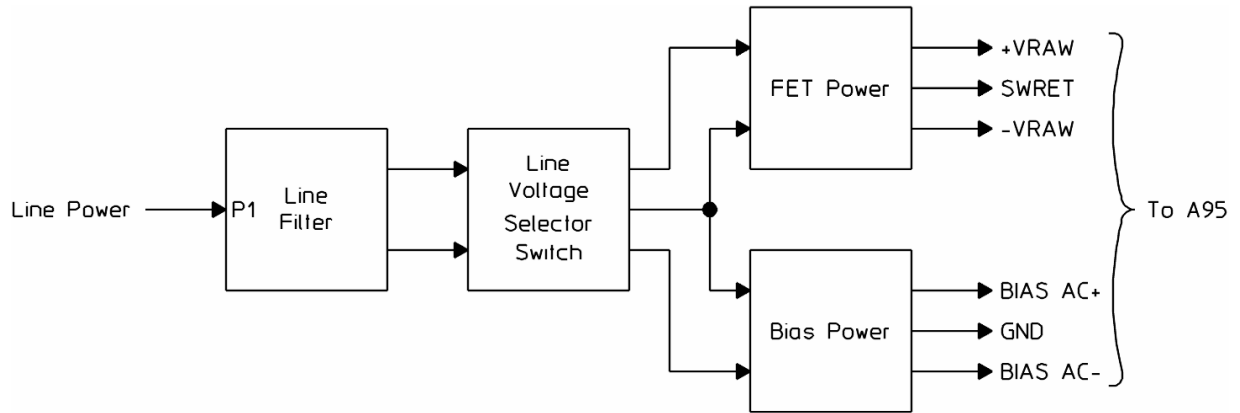 Line Power
P1
Line
Filter
Line
Voltage
Selector
Switch
FET Power
+VRAW
SWRET
-VRAW
Bias Power
BIAS AC+
GND
BIAS AC-
To A95